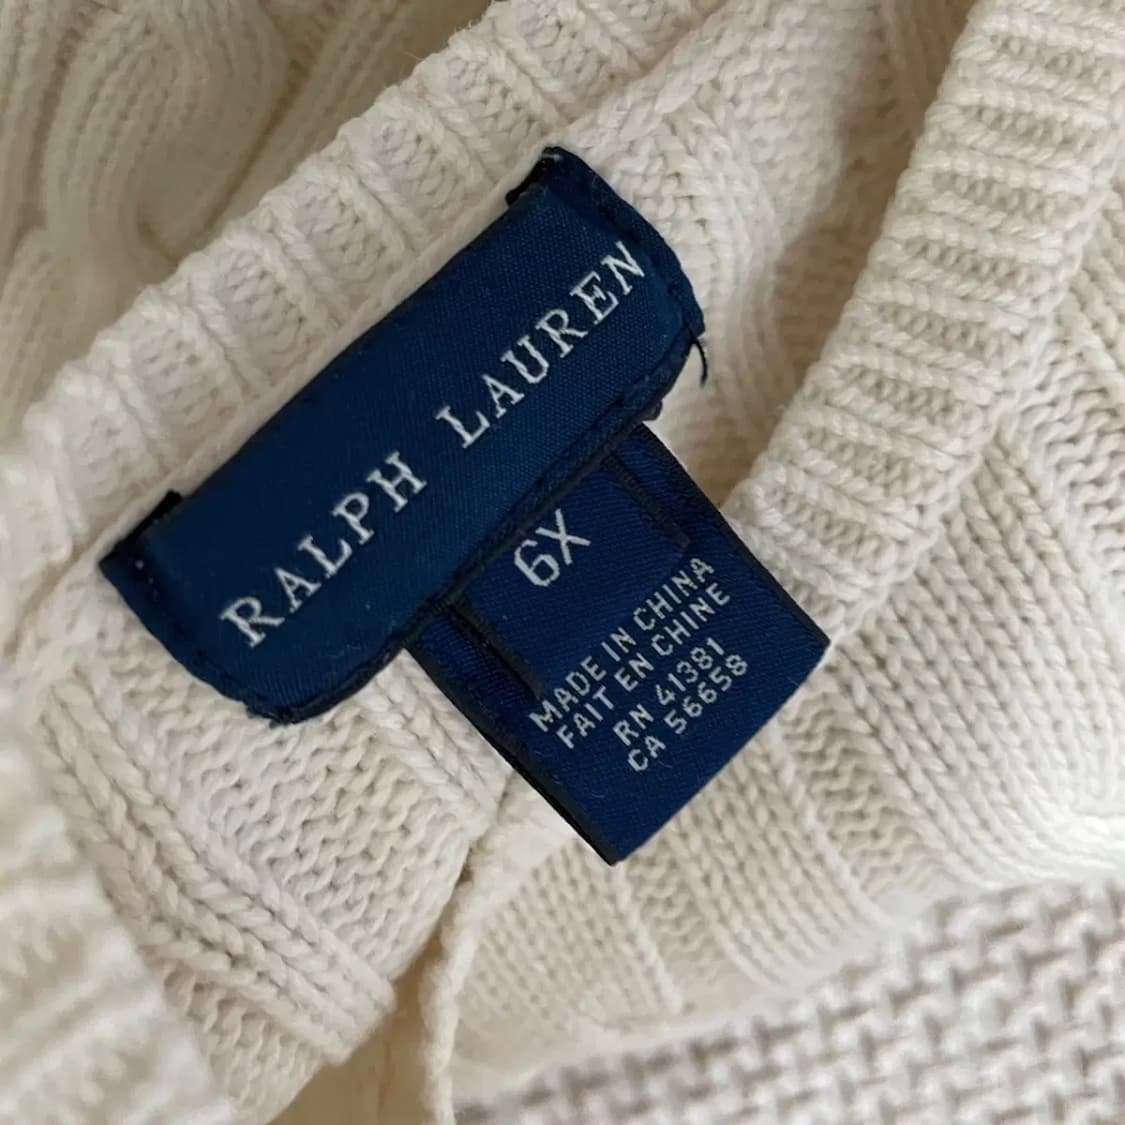 RALPH LAUREN
6X
MADE IN CHINA
FAIT EN CHINE
RN 41381
CA 56658